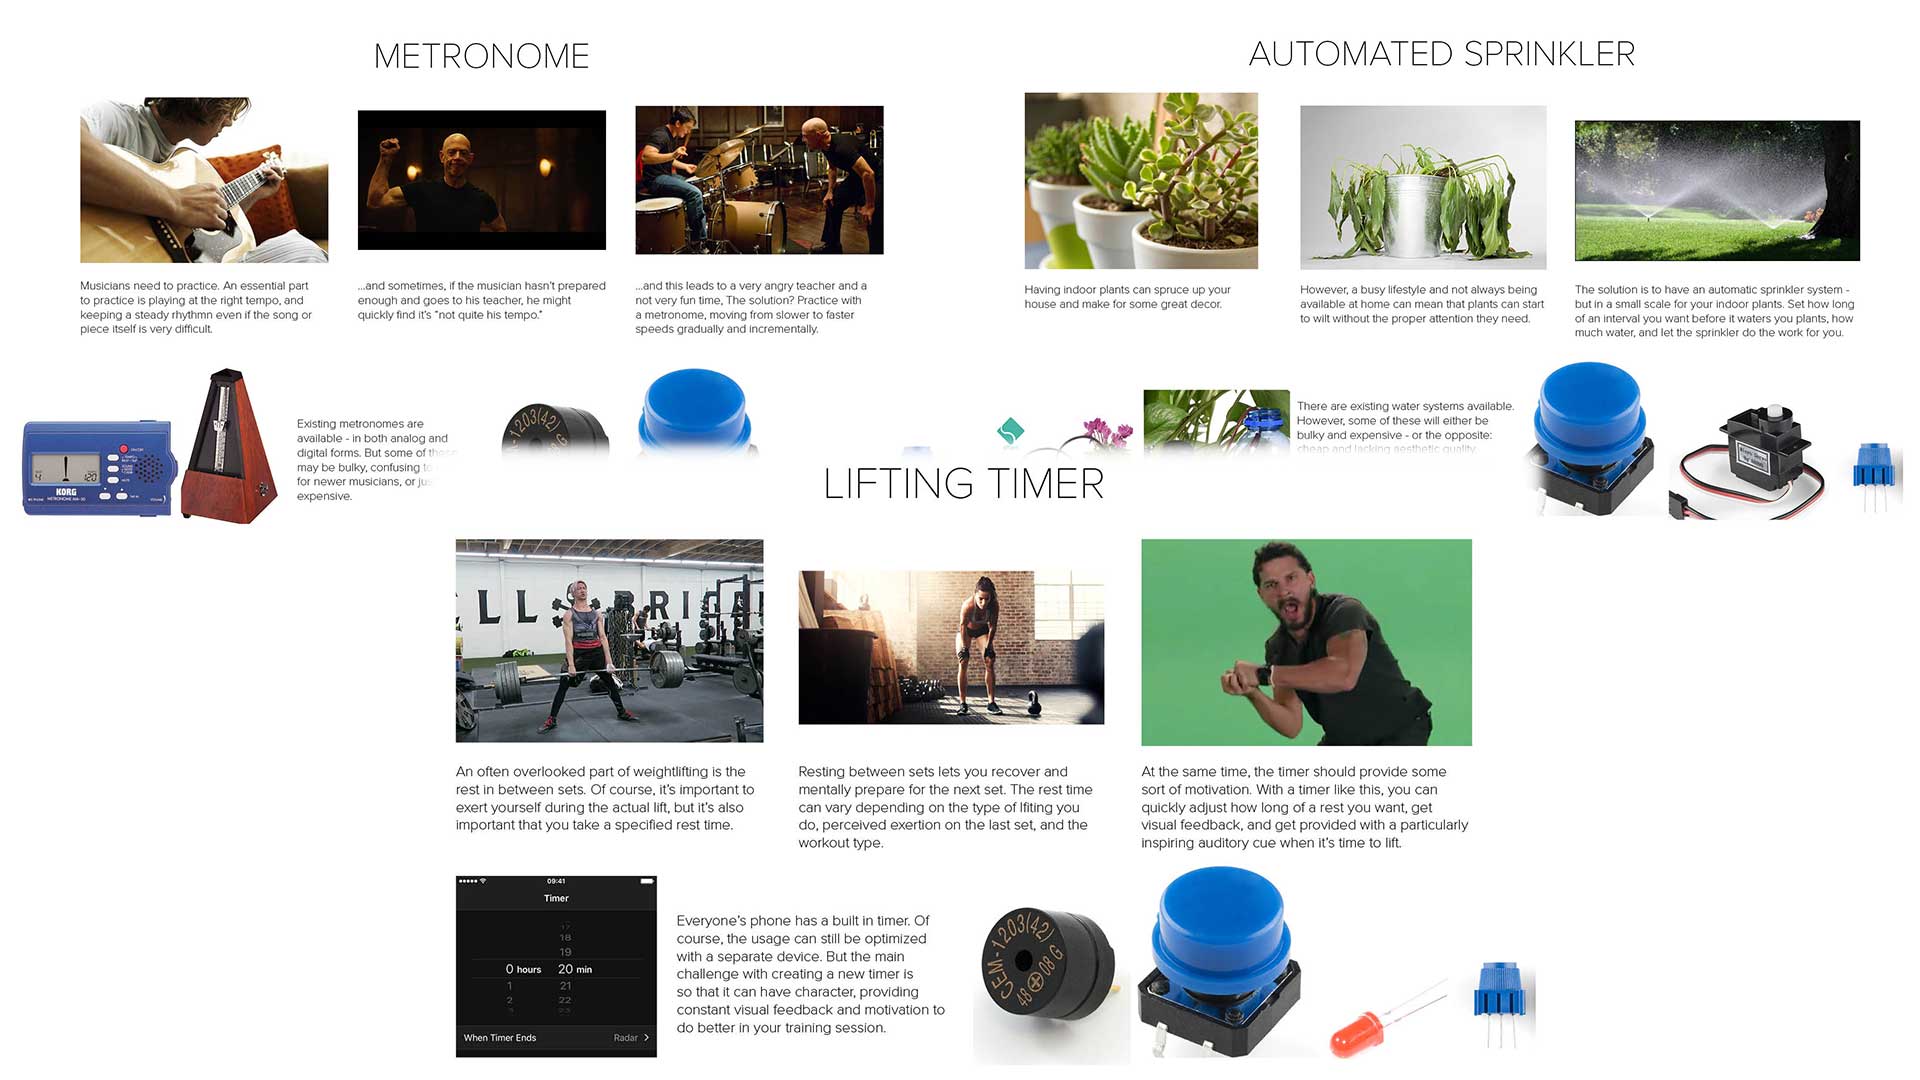 METRONOME
Musicians need to practice. An essential part
to practice is playing at the right tempo, and
keeping a steady rhythmn even if the song or
piece itself is very difficult.
...and sometimes, if the musician hasn't prepared
enough and goes to his teacher, he might
quickly find it's "not quite his tempo."
...and this leads to a very angry teacher and a
not very fun time, The solution? Practice with
a metronome, moving from slower to faster
speeds gradually and incrementally.
KORG
METRONOME MA-30
4
120
Existing metronomes are
available - in both analog and
digital forms. But some of these
may be bulky, confusing to
for newer musicians, or jus
expensive.
-1203(42)
AUTOMATED SPRINKLER
Having indoor plants can spruce up your
house and make for some great decor.
However, a busy lifestyle and not always being
available at home can mean that plants can start
to wilt without the proper attention they need.
The solution is to have an automatic sprinkler system -
but in a small scale for your indoor plants. Set how long
of an interval you want before it waters you plants, how
much water, and let the sprinkler do the work for you.
There are existing water systems available.
However, some of these will either be
bulky and expensive - or the opposite:
cheap and lacking aesthetic quality.
LIFTING TIMER
LL BRIG
An often overlooked part of weightlifting is the
rest in between sets. Of course, it's important to
exert yourself during the actual lift, but it's also
important that you take a specified rest time.
Resting between sets lets you recover and
mentally prepare for the next set. The rest time
can vary depending on the type of lfiting you
do, perceived exertion on the last set, and the
workout type.
At the same time, the timer should provide some
sort of motivation. With a timer like this, you can
quickly adjust how long of a rest you want, get
visual feedback, and get provided with a particularly
inspiring auditory cue when it's time to lift.
09:41
Timer
17
18
19
0 hours 20 min
1 21
2 22
3 23
When Timer Ends Radar
Everyone's phone has a built in timer. Of
course, the usage can still be optimized
with a separate device. But the main
challenge with creating a new timer is
so that it can have character, providing
constant visual feedback and motivation to
do better in your training session.
CEM-1203(42)
48 08 G